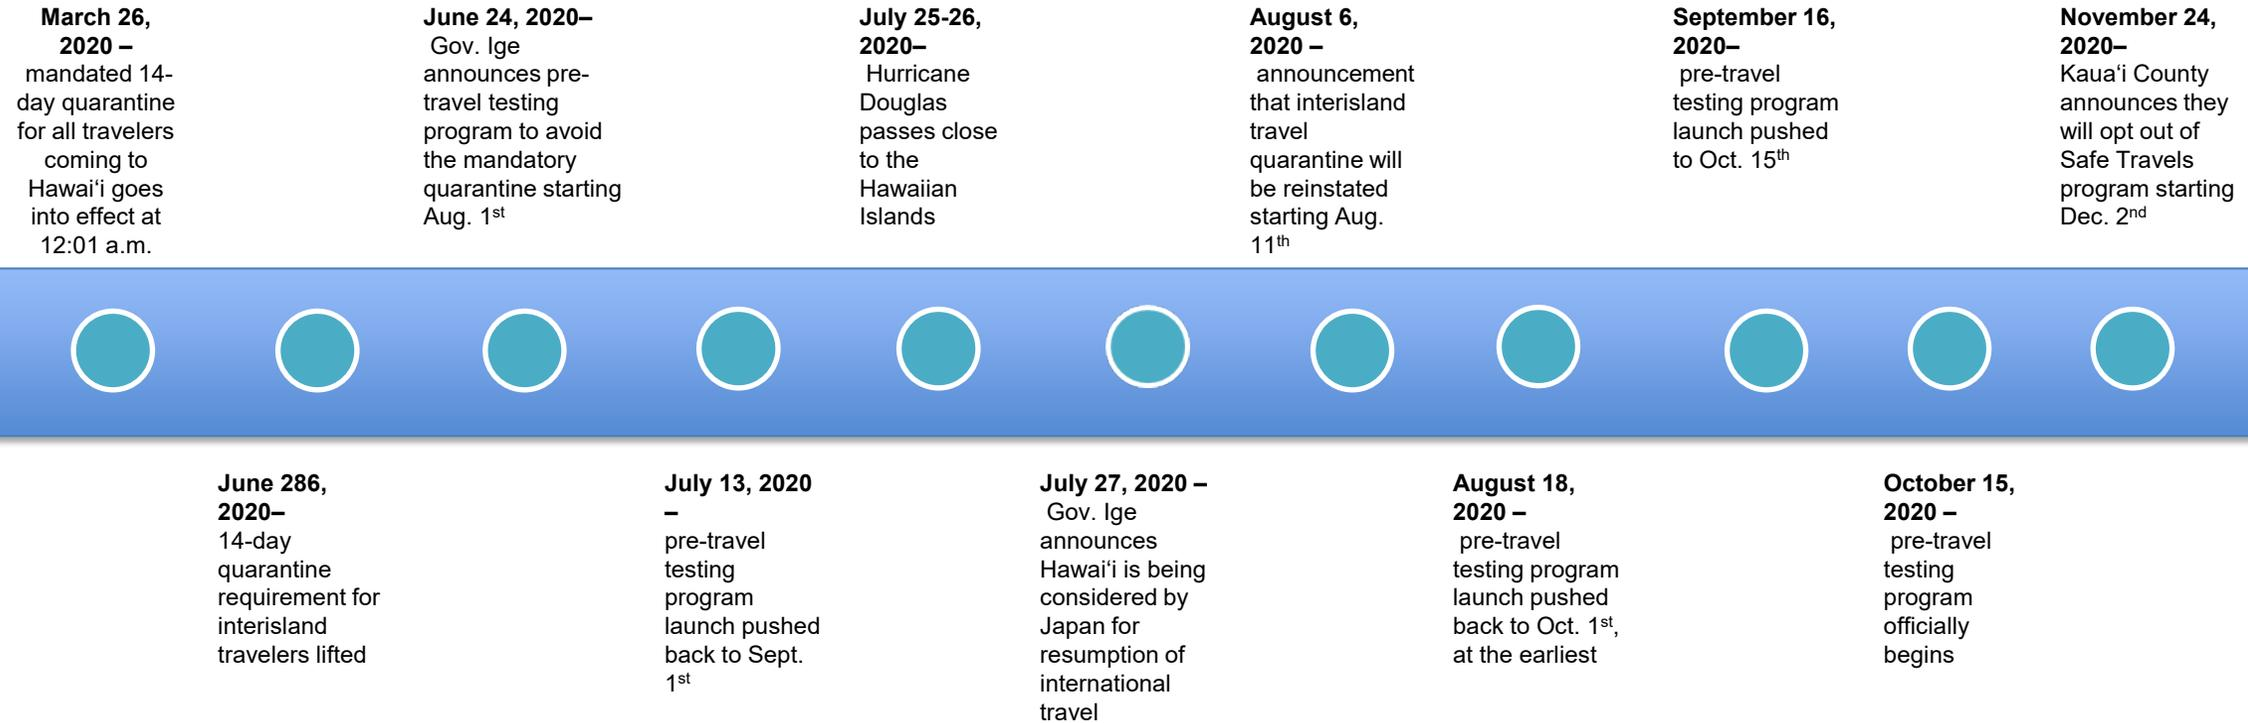 March 26,
2020 –
mandated 14-
day quarantine
for all travelers
coming to
Hawai‘i goes
into effect at
12:01 a.m.
June 24, 2020–
Gov. Ige
announces pre-
travel testing
program to avoid
the mandatory
quarantine starting
Aug. 1st
July 25-26,
2020–
Hurricane
Douglas
passes close
to the
Hawaiian
Islands
August 6,
2020 –
announcement
that interisland
travel
quarantine will
be reinstated
starting Aug.
11th
September 16,
2020–
pre-travel
testing program
launch pushed
to Oct. 15th
November 24,
2020–
Kaua‘i County
announces they
will opt out of
Safe Travels
program starting
Dec. 2nd
June 286,
2020–
14-day
quarantine
requirement for
interisland
travelers lifted
July 13, 2020
–
pre-travel
testing
program
launch pushed
back to Sept.
1st
July 27, 2020 –
Gov. Ige
announces
Hawai‘i is being
considered by
Japan for
resumption of
international
travel
August 18,
2020 –
pre-travel
testing program
launch pushed
back to Oct. 1st,
at the earliest
October 15,
2020 –
pre-travel
testing
program
officially
begins